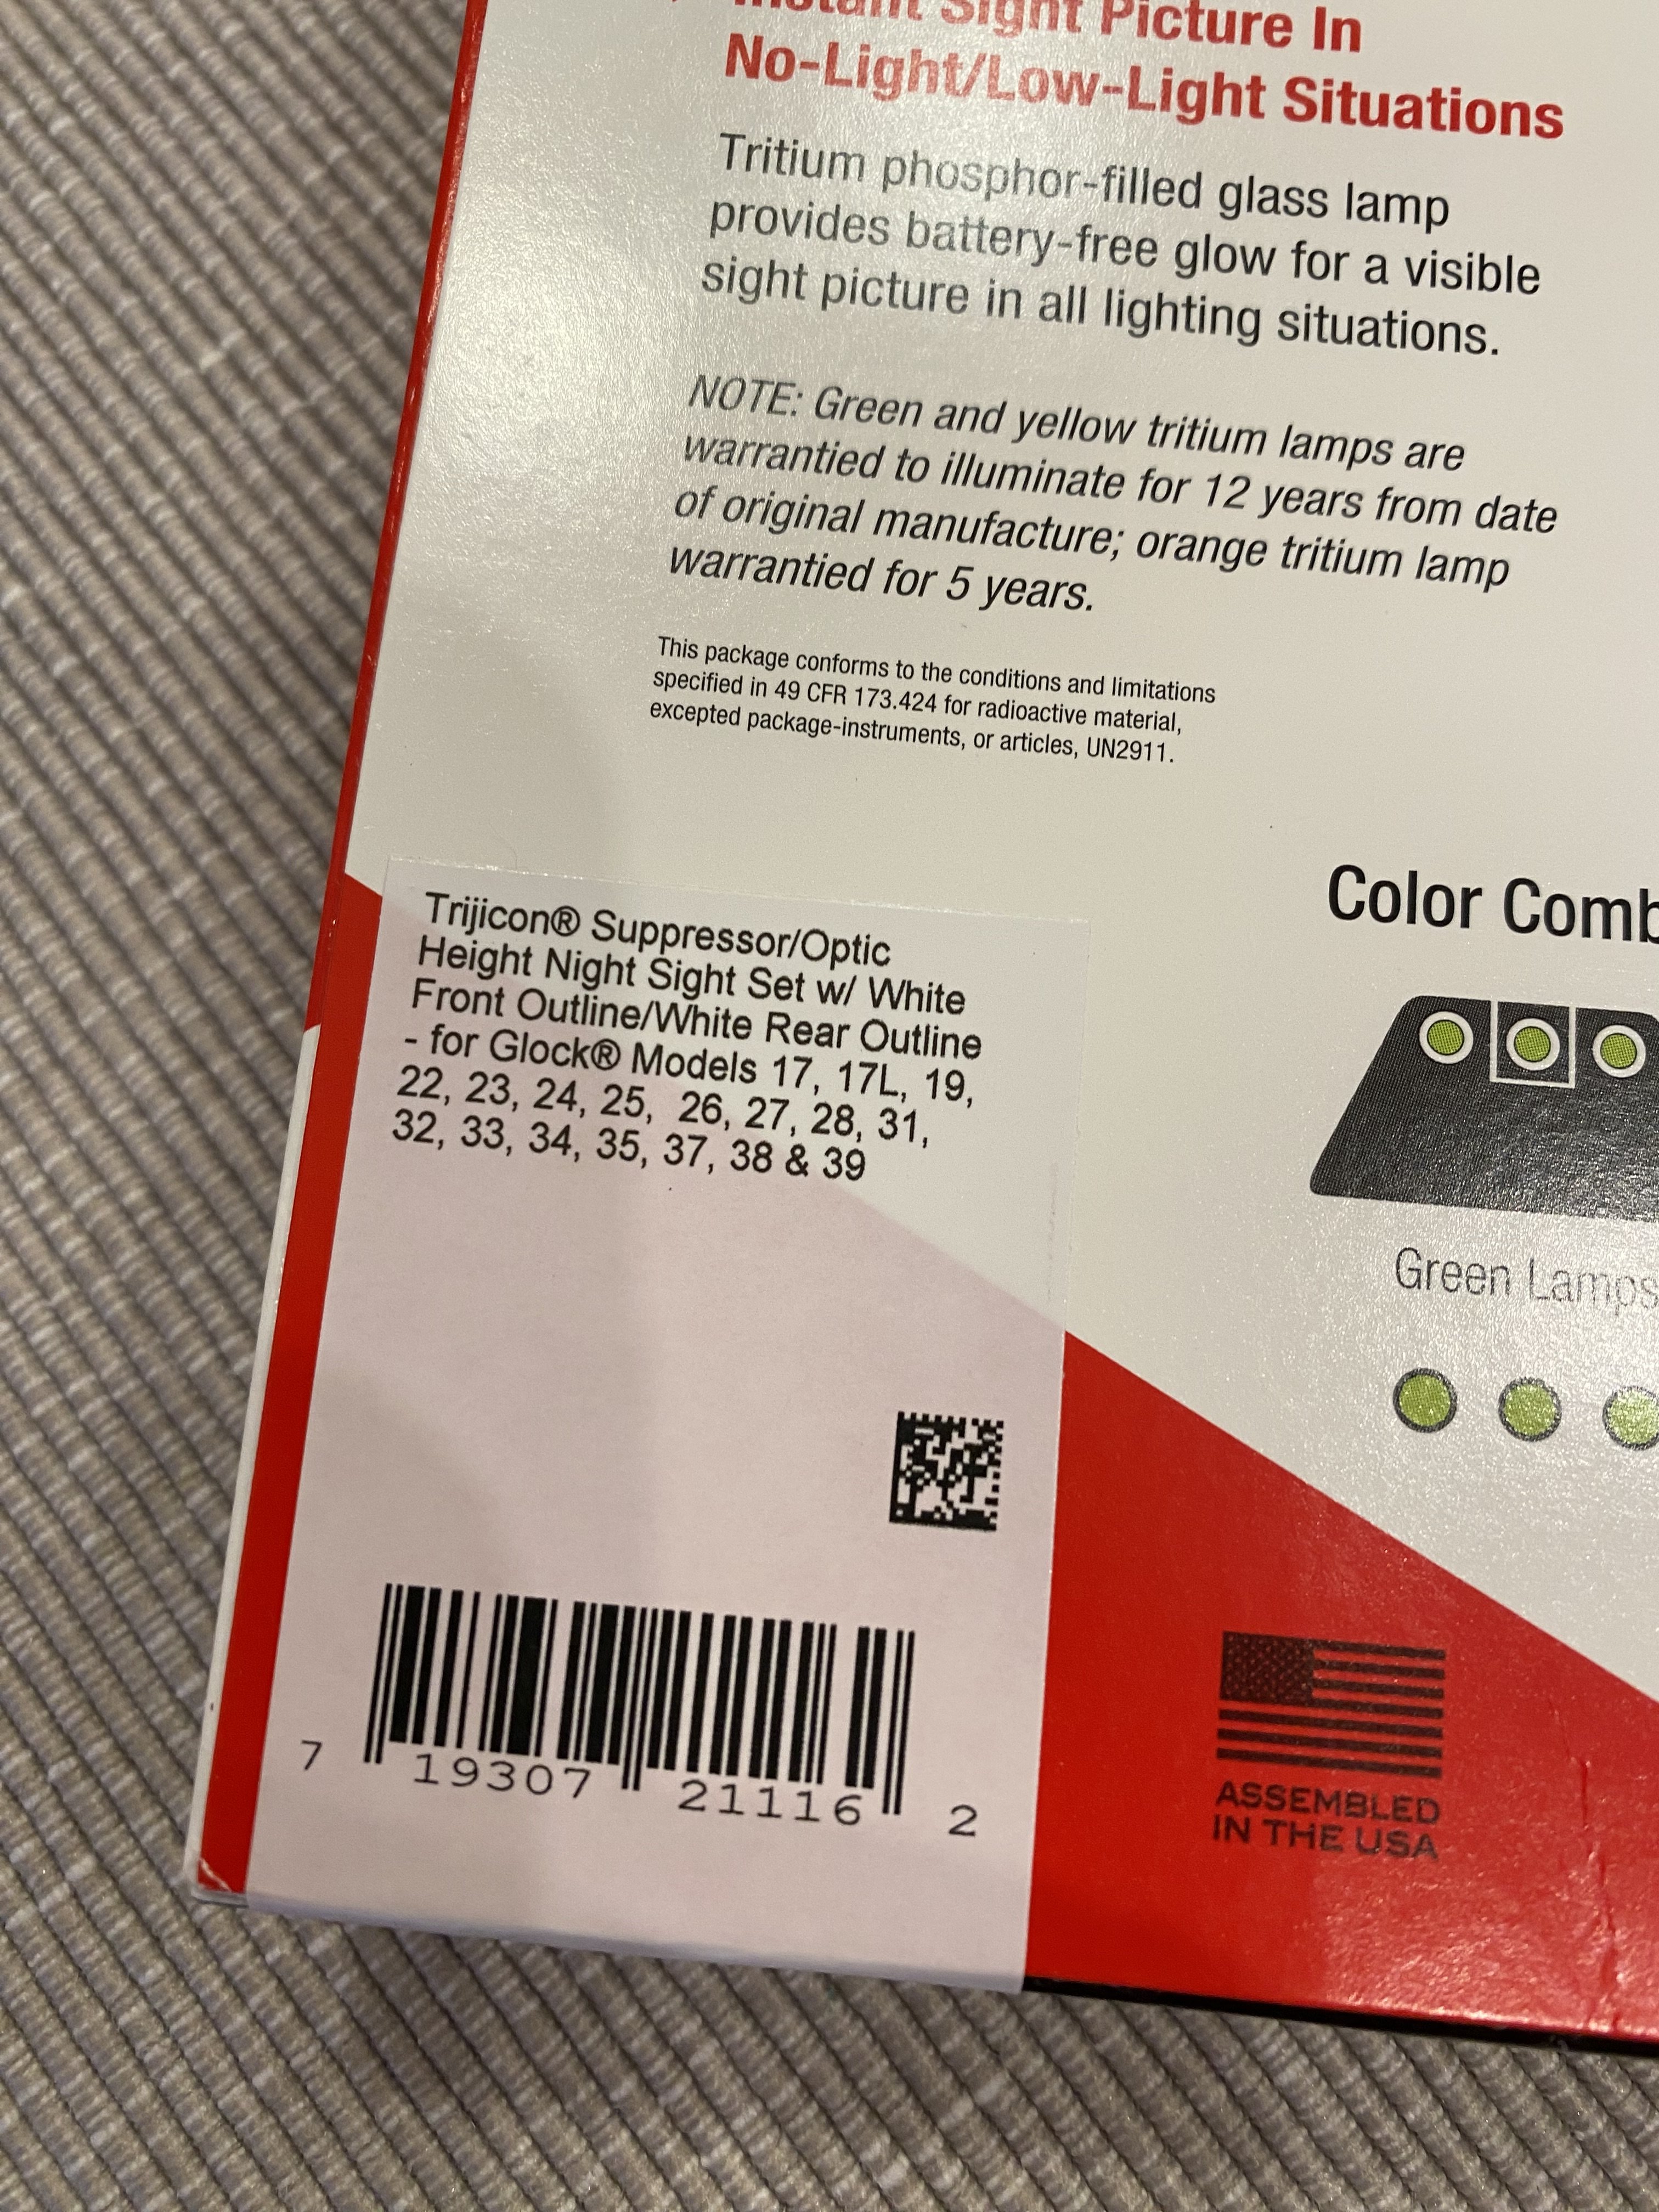 Instant Sight Picture In
No-Light/Low-Light Situations
Tritium phosphor-filled glass lamp
provides battery-free glow for a visible
sight picture in all lighting situations.
NOTE: Green and yellow tritium lamps are
warrantied to illuminate for 12 years from date
of original manufacture; orange tritium lamp
warrantied for 5 years.
This package conforms to the conditions and limitations
specified in 49 CFR 173.424 for radioactive material,
excepted package-instruments, or articles, UN2911.
Color Comb
Green Lamps
Trijicon® Suppressor/Optic
Height Night Sight Set w/ White
Front Outline/White Rear Outline
- for Glock® Models 17, 17L, 19,
22, 23, 24, 25,  26, 27, 28, 31,
32, 33, 34, 35, 37, 38 & 39
7 19307 21116 2
ASSEMBLED
IN THE USA